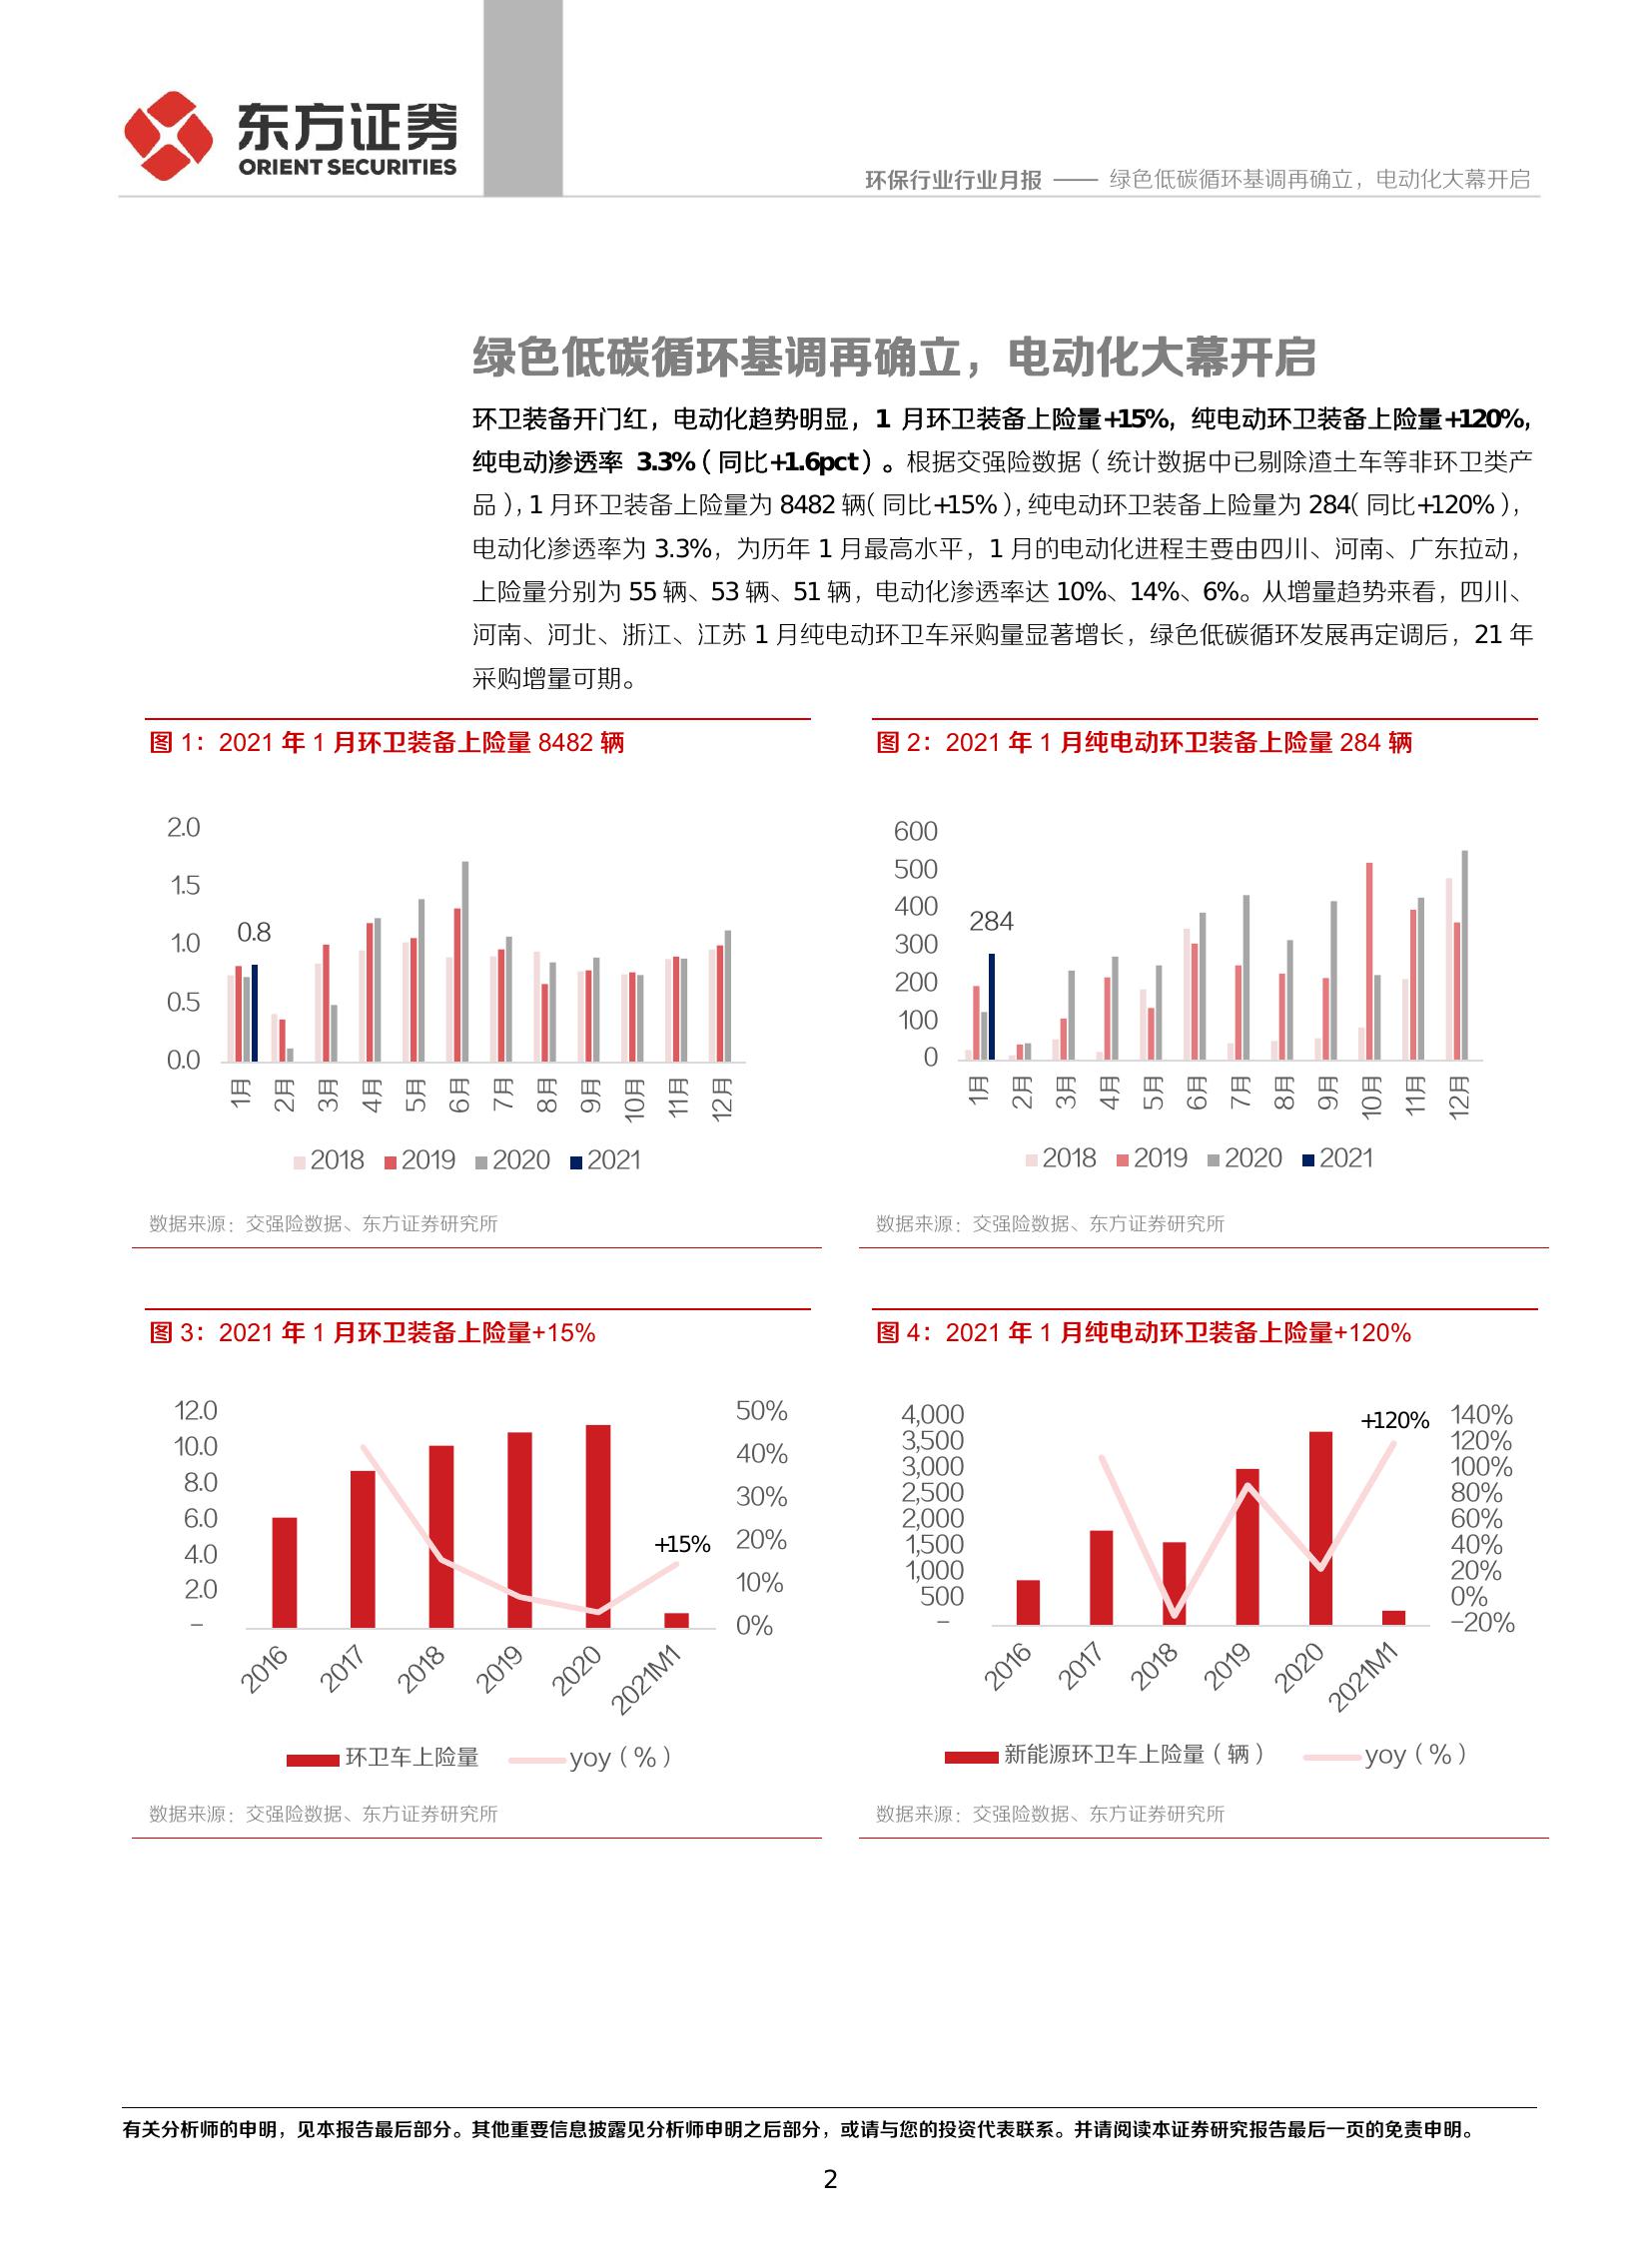 东方证券
ORIENT SECURITIES
环保行业行业月报 —— 绿色低碳循环基调再确立，电动化大幕开启
绿色低碳循环基调再确立，电动化大幕开启
环卫装备开门红，电动化趋势明显，1 月环卫装备上险量+15%，纯电动环卫装备上险量+120%，
纯电动渗透率 3.3%（同比+1.6pct）。根据交强险数据（统计数据中已剔除渣土车等非环卫类产
品），1 月环卫装备上险量为 8482 辆（同比+15%），纯电动环卫装备上险量为 284（同比+120%），
电动化渗透率为 3.3%，为历年 1 月最高水平，1 月的电动化进程主要由四川、河南、广东拉动，
上险量分别为 55 辆、53 辆、51 辆，电动化渗透率达 10%、14%、6%。从增量趋势来看，四川、
河南、河北、浙江、江苏 1 月纯电动环卫车采购量显著增长，绿色低碳循环发展再定调后，21 年
采购增量可期。
图 1：2021 年 1 月环卫装备上险量 8482 辆
2.0
1.5
1.0
0.5
0.0
0.8
1月 2月 3月 4月 5月 6月 7月 8月 9月 10月 11月 12月
2018 2019 2020 2021
数据来源：交强险数据、东方证券研究所
图 2：2021 年 1 月纯电动环卫装备上险量 284 辆
600
500
400
300
200
100
0
284
1月 2月 3月 4月 5月 6月 7月 8月 9月 10月 11月 12月
2018 2019 2020 2021
数据来源：交强险数据、东方证券研究所
图 3：2021 年 1 月环卫装备上险量+15%
12.0
10.0
8.0
6.0
4.0
2.0
–
50%
40%
30%
20%
10%
0%
+15%
2016 2017 2018 2019 2020 2021M1
环卫车上险量 yoy（%）
数据来源：交强险数据、东方证券研究所
图 4：2021 年 1 月纯电动环卫装备上险量+120%
4,000
3,500
3,000
2,500
2,000
1,500
1,000
500
–
140%
120%
100%
80%
60%
40%
20%
0%
-20%
+120%
2016 2017 2018 2019 2020 2021M1
新能源环卫车上险量（辆） yoy（%）
数据来源：交强险数据、东方证券研究所
有关分析师的申明，见本报告最后部分。其他重要信息披露见分析师申明之后部分，或请与您的投资代表联系。并请阅读本证券研究报告最后一页的免责申明。
2